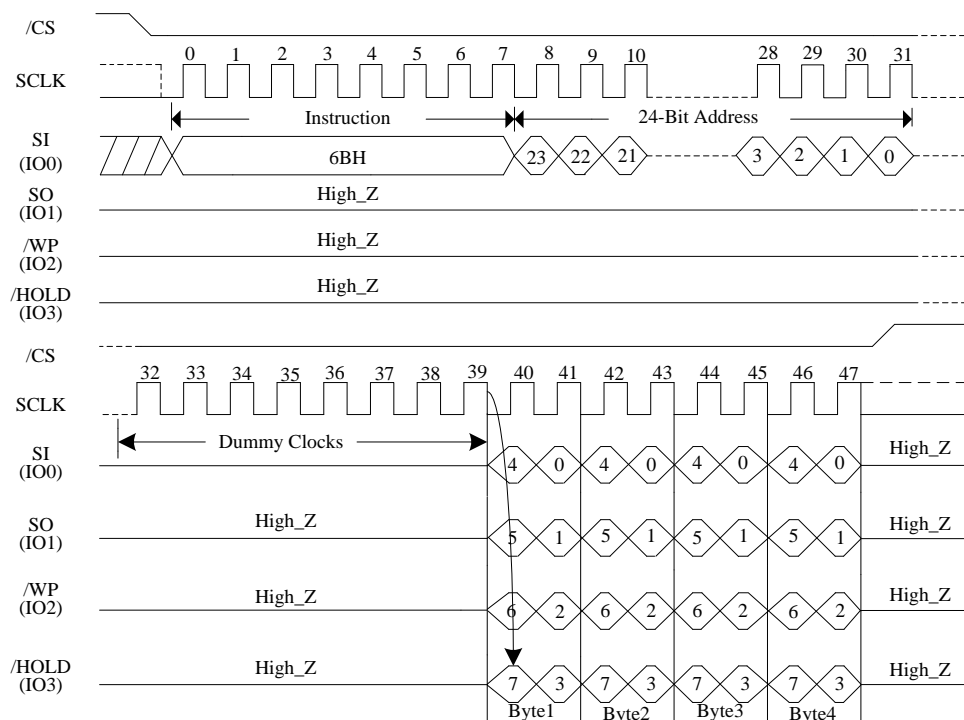 /CS
0 1 2 3 4 5 6 7 8 9 10 28 29 30 31
SCLK
Instruction 24-Bit Address
SI
(IO0)
6BH 23 22 21 3 2 1 0
SO
(IO1)
High_Z
/WP
(IO2)
High_Z
/HOLD
(IO3)
High_Z
/CS
32 33 34 35 36 37 38 39 40 41 42 43 44 45 46 47
SCLK
Dummy Clocks
SI
(IO0)
4 0 4 0 4 0 4 0 High_Z
SO
(IO1)
High_Z 5 1 5 1 5 1 5 1 High_Z
/WP
(IO2)
High_Z 6 2 6 2 6 2 6 2 High_Z
/HOLD
(IO3)
High_Z 7 3 7 3 7 3 7 3 High_Z
Byte1 Byte2 Byte3 Byte4